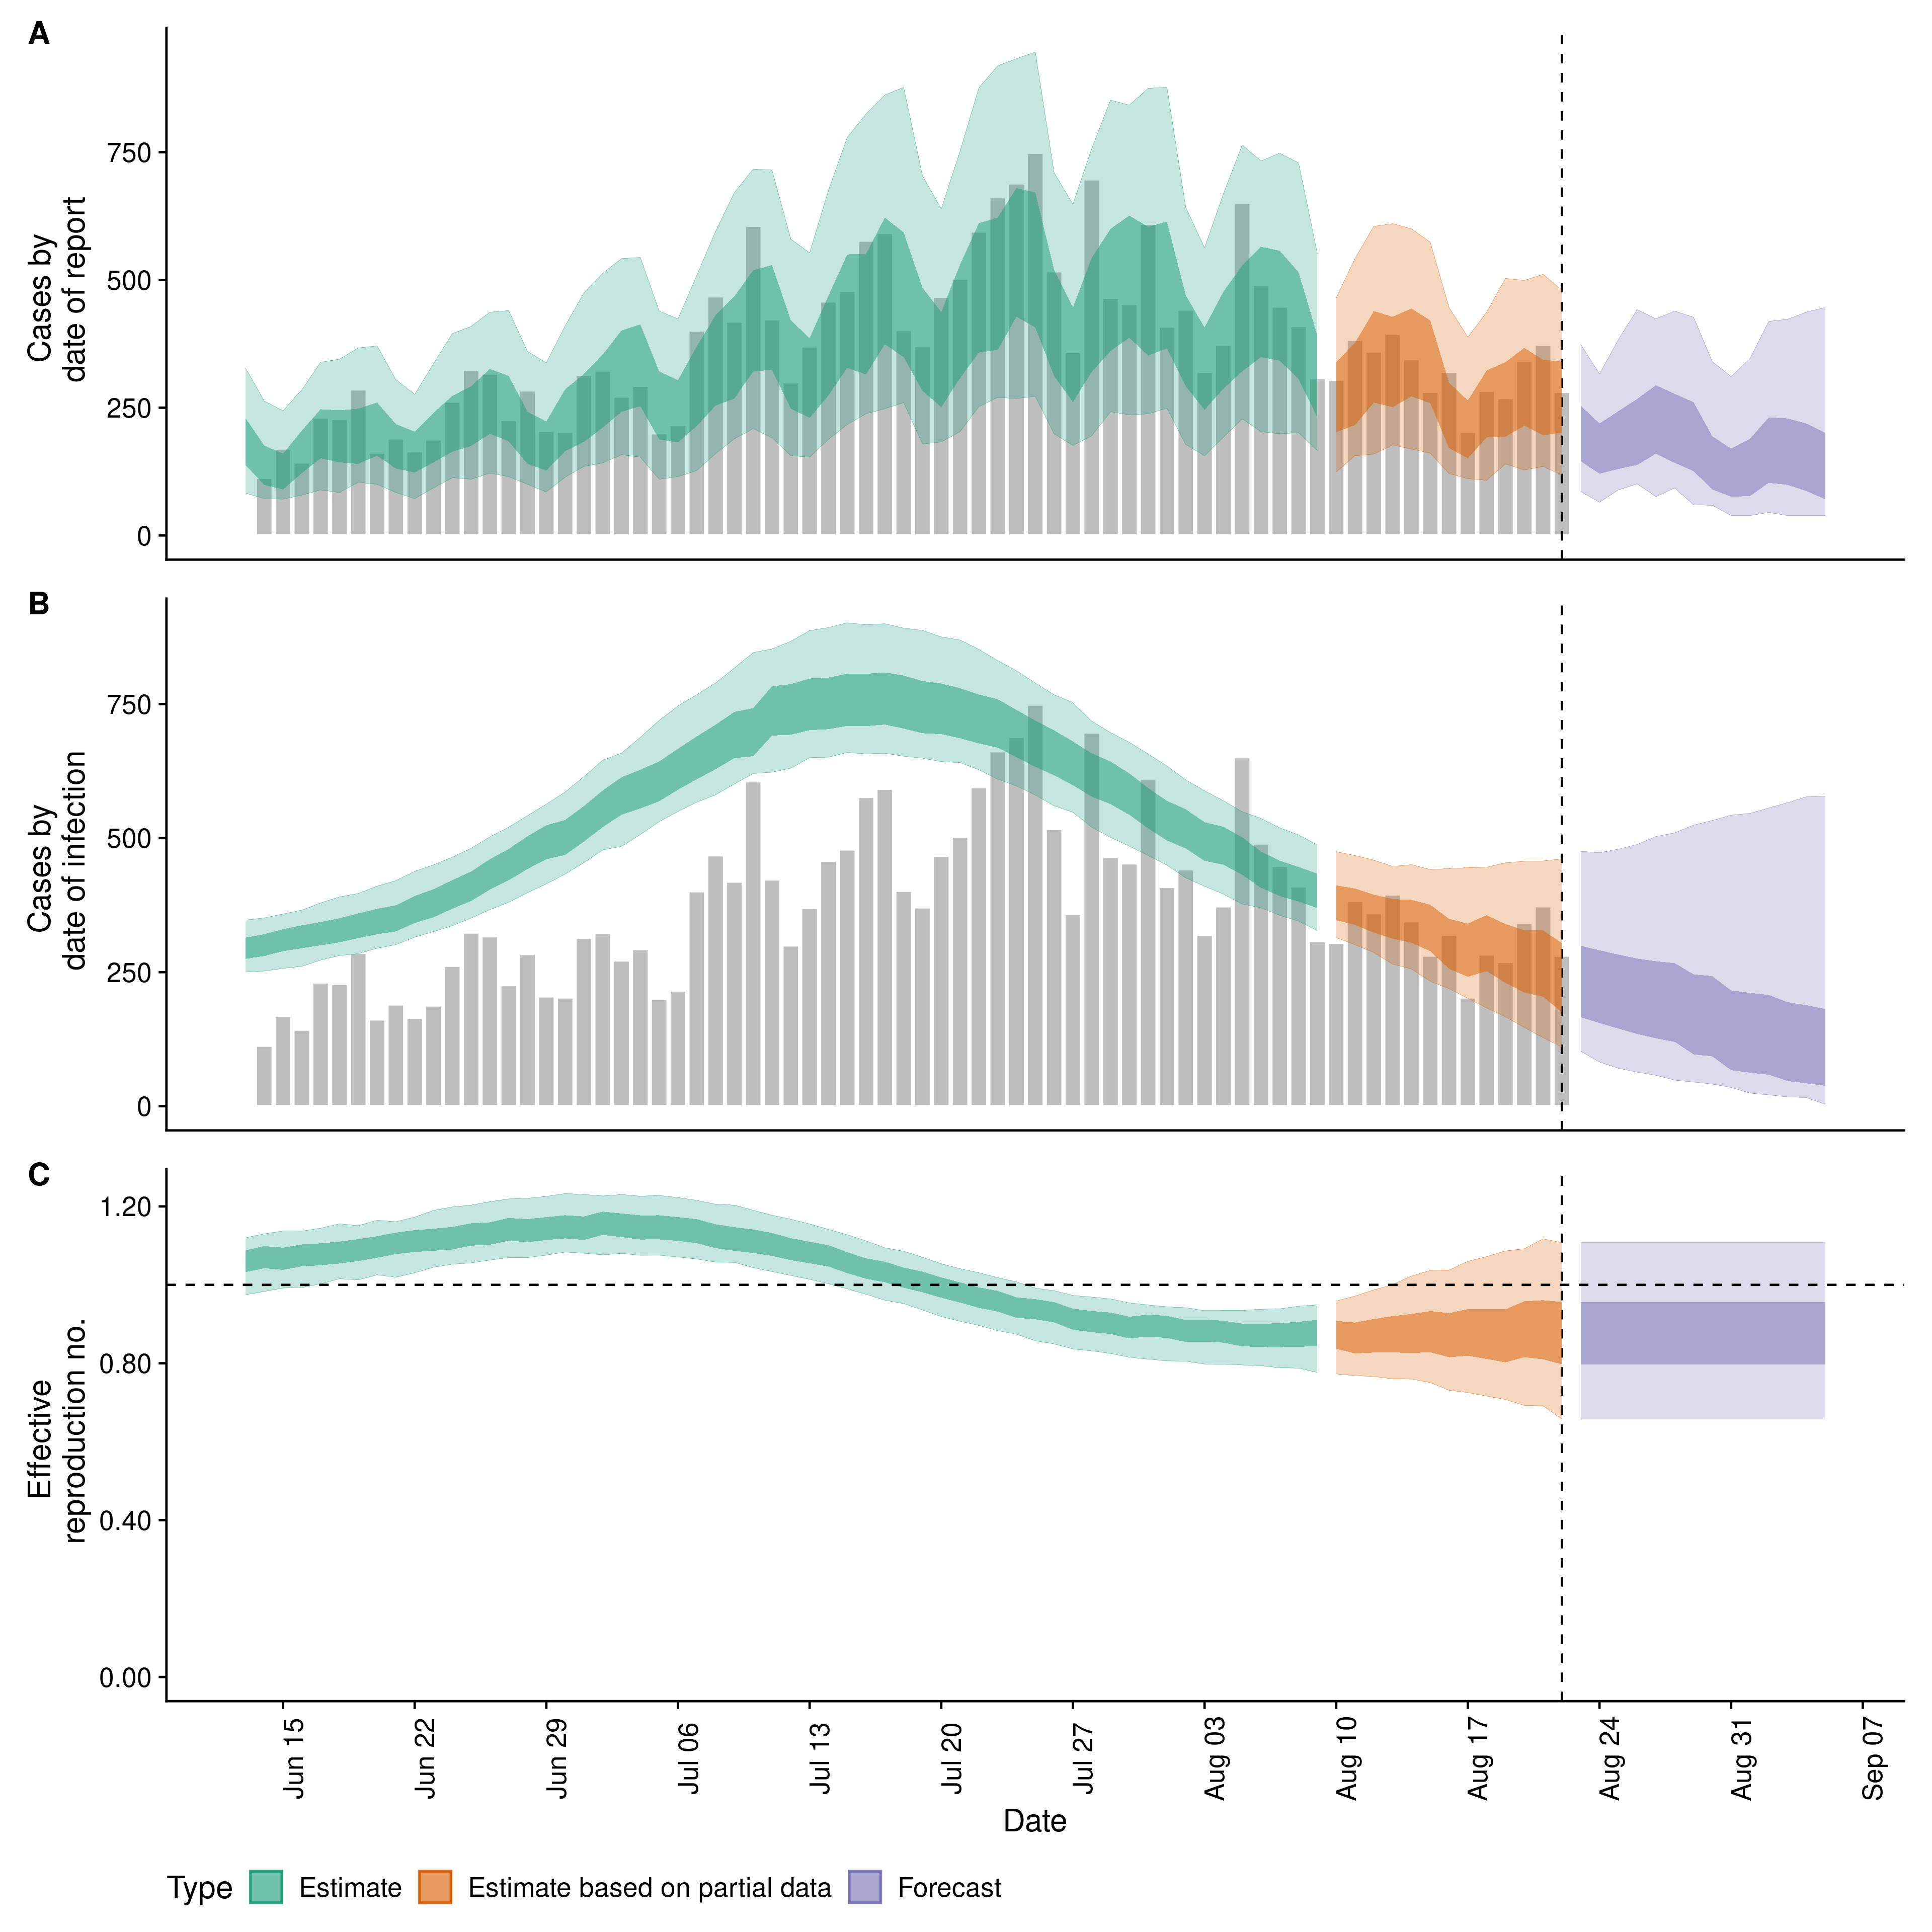 A
Cases by
date of report
750
500
250
0
B
Cases by
date of infection
750
500
250
0
C
Effective
reproduction no.
1.20
0.80
0.40
0.00
Jun 15
Jun 22
Jun 29
Jul 06
Jul 13
Jul 20
Jul 27
Aug 03
Aug 10
Aug 17
Aug 24
Aug 31
Sep 07
Date
Type Estimate Estimate based on partial data Forecast